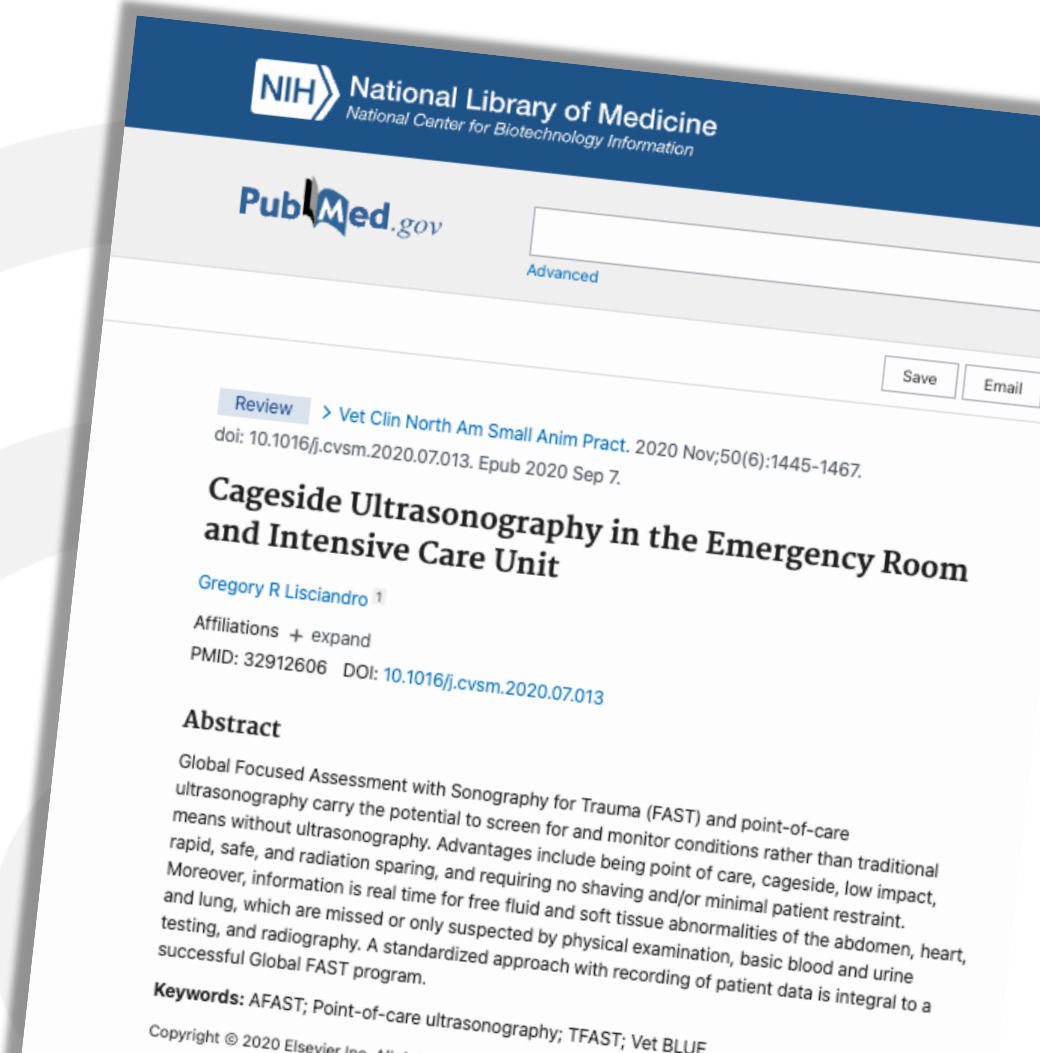 NIH National Library of Medicine
National Center for Biotechnology Information
PubMed.gov
Advanced
Save Email
Review > Vet Clin North Am Small Anim Pract. 2020 Nov;50(6):1445-1467.
doi: 10.1016/j.cvsm.2020.07.013. Epub 2020 Sep 7.
Cageside Ultrasonography in the Emergency Room
and Intensive Care Unit
Gregory R Lisciandro 1
Affiliations + expand
PMID: 32912606 DOI: 10.1016/j.cvsm.2020.07.013
Abstract
Global Focused Assessment with Sonography for Trauma (FAST) and point-of-care
ultrasonography carry the potential to screen for and monitor conditions rather than traditional
means without ultrasonography. Advantages include being point of care, cageside, low impact,
rapid, safe, and radiation sparing, and requiring no shaving and/or minimal patient restraint.
Moreover, information is real time for free fluid and soft tissue abnormalities of the abdomen, heart,
and lung, which are missed or only suspected by physical examination, basic blood and urine
testing, and radiography. A standardized approach with recording of patient data is integral to a
successful Global FAST program.
Keywords: AFAST; Point-of-care ultrasonography; TFAST; Vet BLUE
Copyright © 2020 Elsevier Inc.